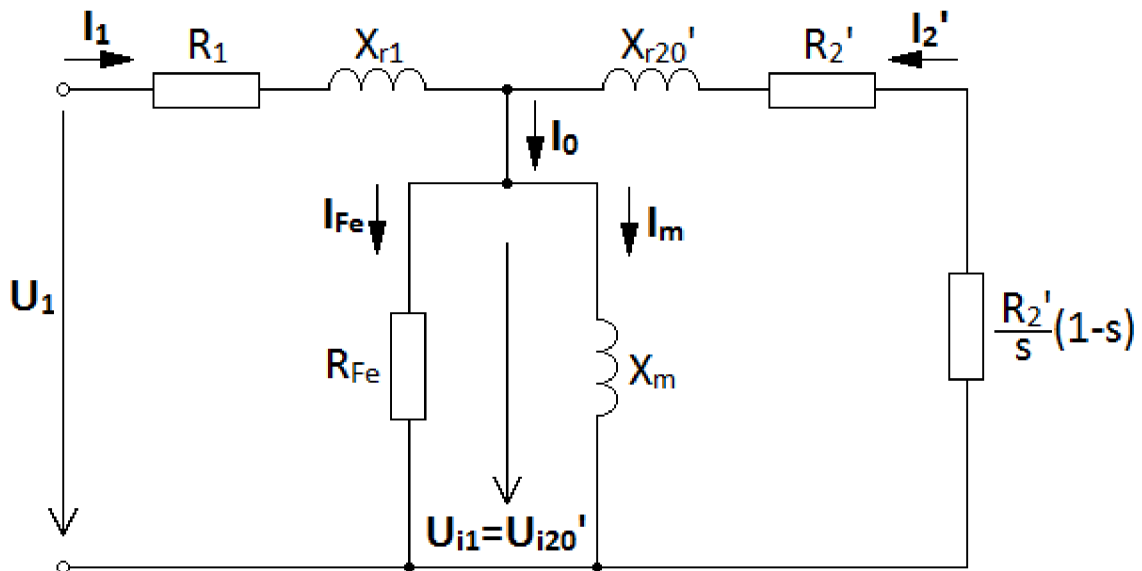 I1
R1
Xr1
Xr20'
R2'
I2'
I0
IFe
Im
U1
RFe
Xm
R2'
s
(1-s)
Ui1=Ui20'